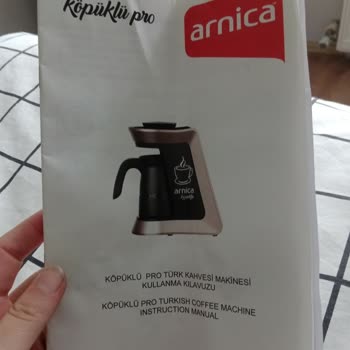 köpüklü pro
arnica
arnica
KÖPÜKLÜ PRO TÜRK KAHVESİ MAKİNESİ
KULLANMA KILAVUZU
KÖPÜKLÜ PRO TURKISH COFFEE MACHINE
INSTRUCTION MANUAL